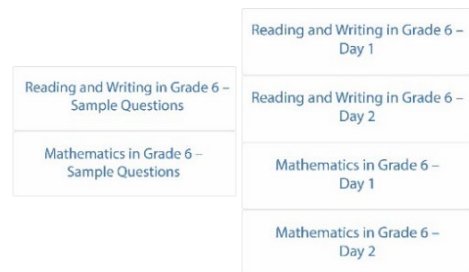 Reading and Writing in Grade 6 –
Sample Questions
Mathematics in Grade 6 –
Sample Questions
Reading and Writing in Grade 6 –
Day 1
Reading and Writing in Grade 6 –
Day 2
Mathematics in Grade 6 –
Day 1
Mathematics in Grade 6 –
Day 2